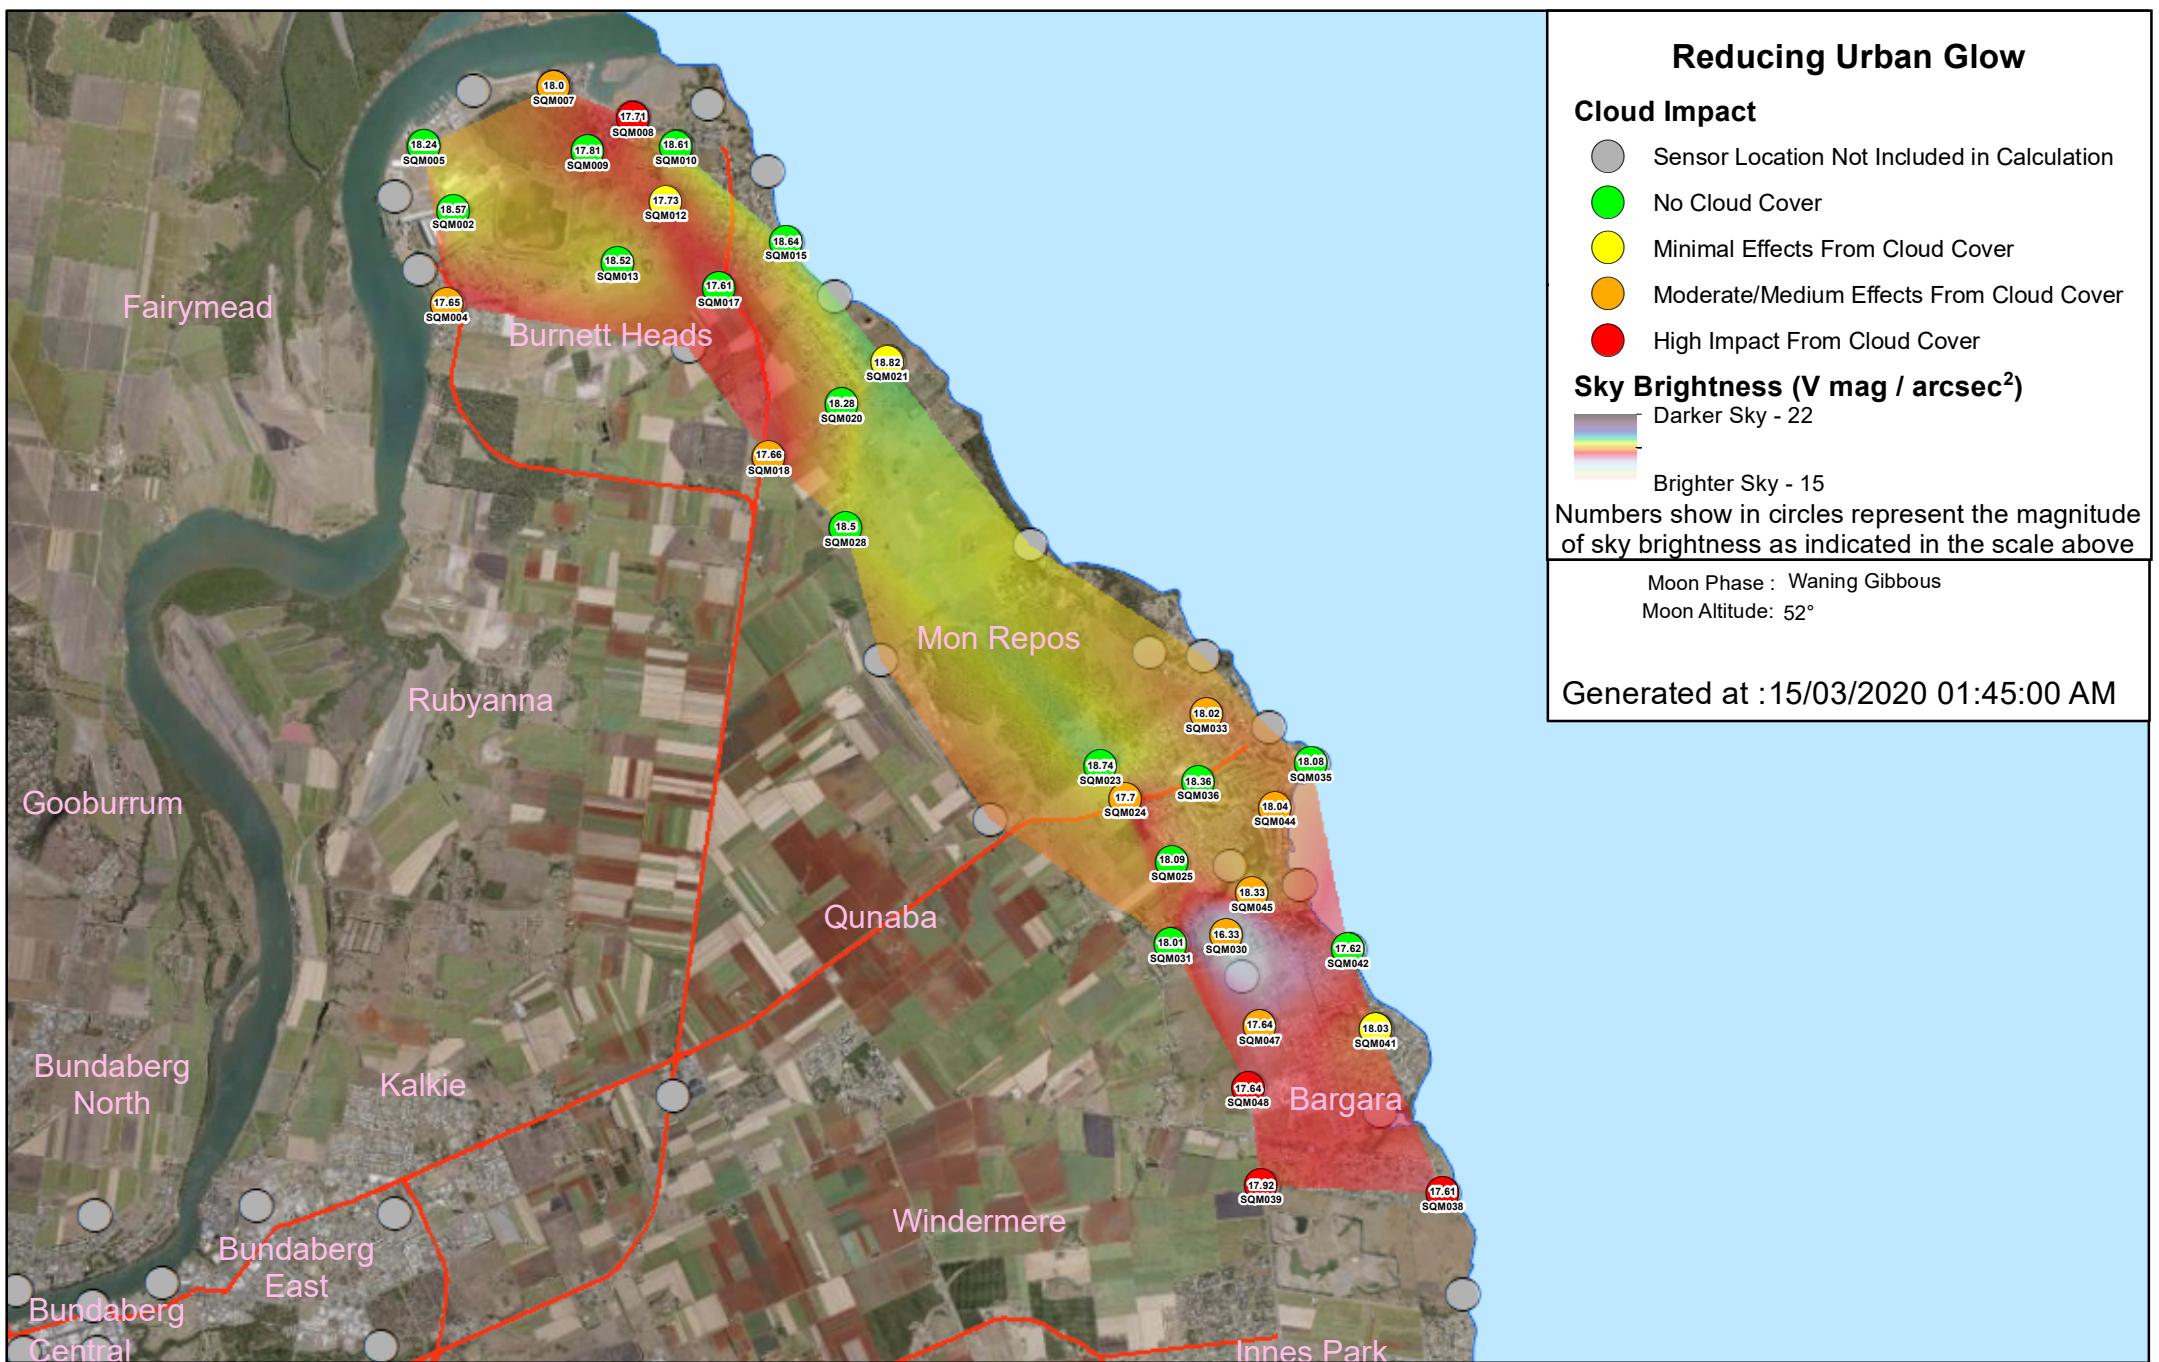 Reducing Urban Glow
Cloud Impact
Sensor Location Not Included in Calculation
No Cloud Cover
Minimal Effects From Cloud Cover
Moderate/Medium Effects From Cloud Cover
High Impact From Cloud Cover
Sky Brightness (V mag / arcsec²)
Darker Sky - 22
Brighter Sky - 15
Numbers show in circles represent the magnitude
of sky brightness as indicated in the scale above
Moon Phase : Waning Gibbous
Moon Altitude: 52°
Generated at :15/03/2020 01:45:00 AM
18.0
SQM007
17.71
SQM008
18.24
SQM005
17.81
SQM009
18.61
SQM010
18.57
SQM002
17.73
SQM012
18.64
SQM015
18.52
SQM013
17.61
SQM017
17.65
SQM004
Fairymead
Burnett Heads
18.82
SQM021
18.28
SQM020
17.66
SQM018
18.5
SQM028
Mon Repos
Rubyanna
18.02
SQM033
18.74
SQM023
18.36
SQM036
18.08
SQM035
17.7
SQM024
18.04
SQM044
Gooburrum
18.09
SQM025
18.33
SQM045
Qunaba
18.01
SQM031
16.33
SQM030
17.62
SQM042
17.64
SQM047
18.03
SQM041
Bundaberg
North
Kalkie
17.64
SQM048
Bargara
17.92
SQM039
17.61
SQM038
Windermere
Bundaberg
East
Bundaberg
Central
Innes Park